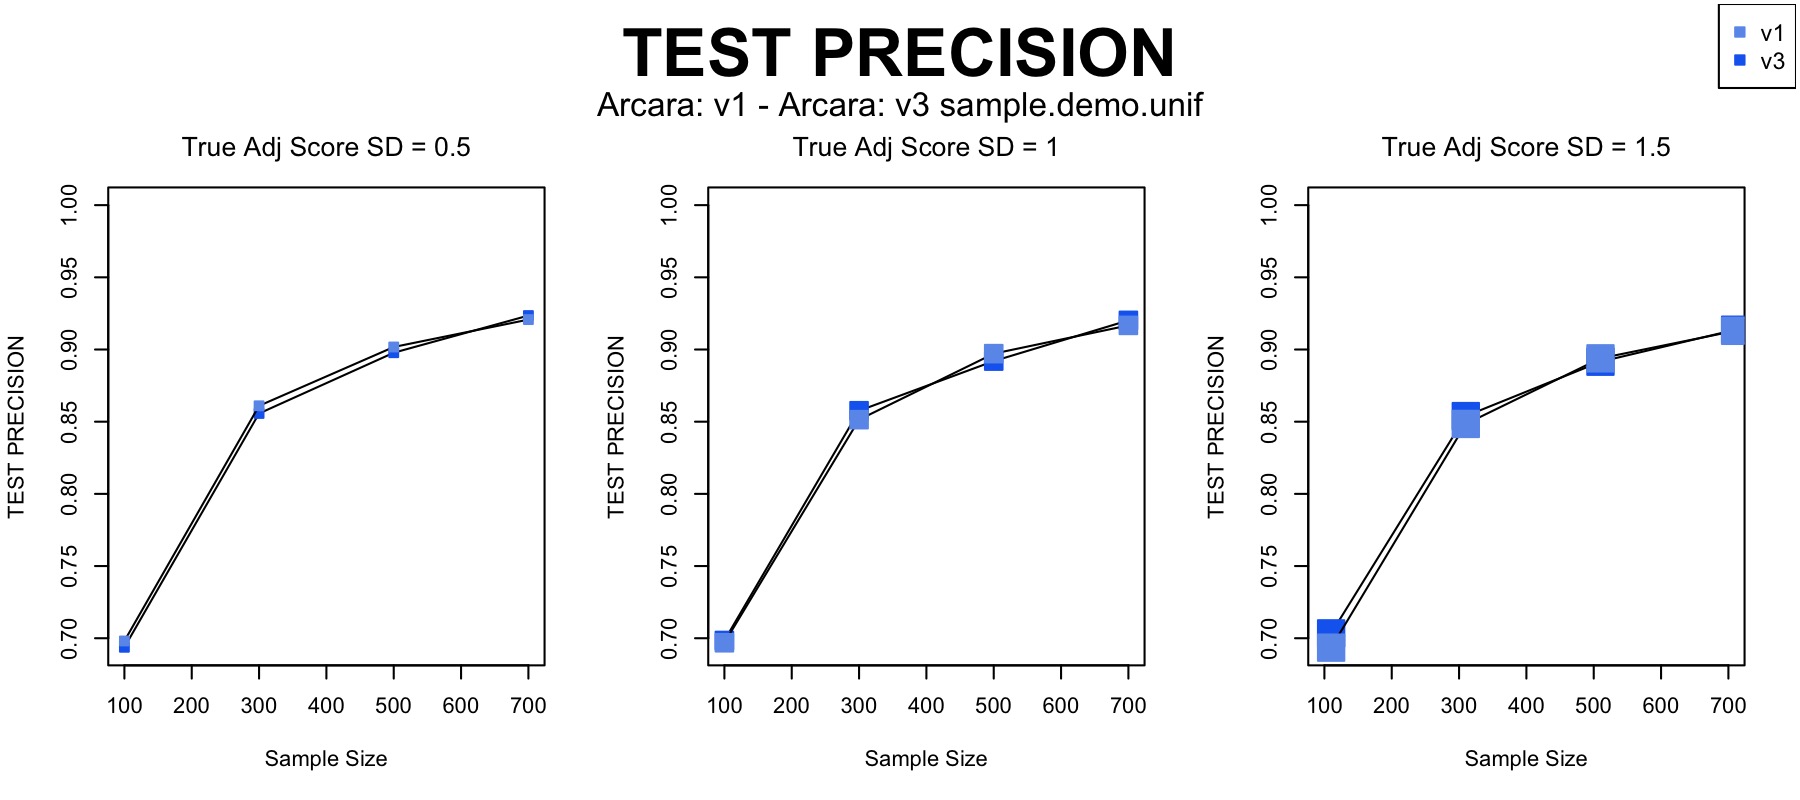 TEST PRECISION
Arcara: v1 - Arcara: v3 sample.demo.unif
v1
v3
True Adj Score SD = 0.5
TEST PRECISION
1.00
0.95
0.90
0.85
0.80
0.75
0.70
100 200 300 400 500 600 700
Sample Size
True Adj Score SD = 1
TEST PRECISION
1.00
0.95
0.90
0.85
0.80
0.75
0.70
100 200 300 400 500 600 700
Sample Size
True Adj Score SD = 1.5
TEST PRECISION
1.00
0.95
0.90
0.85
0.80
0.75
0.70
100 200 300 400 500 600 700
Sample Size